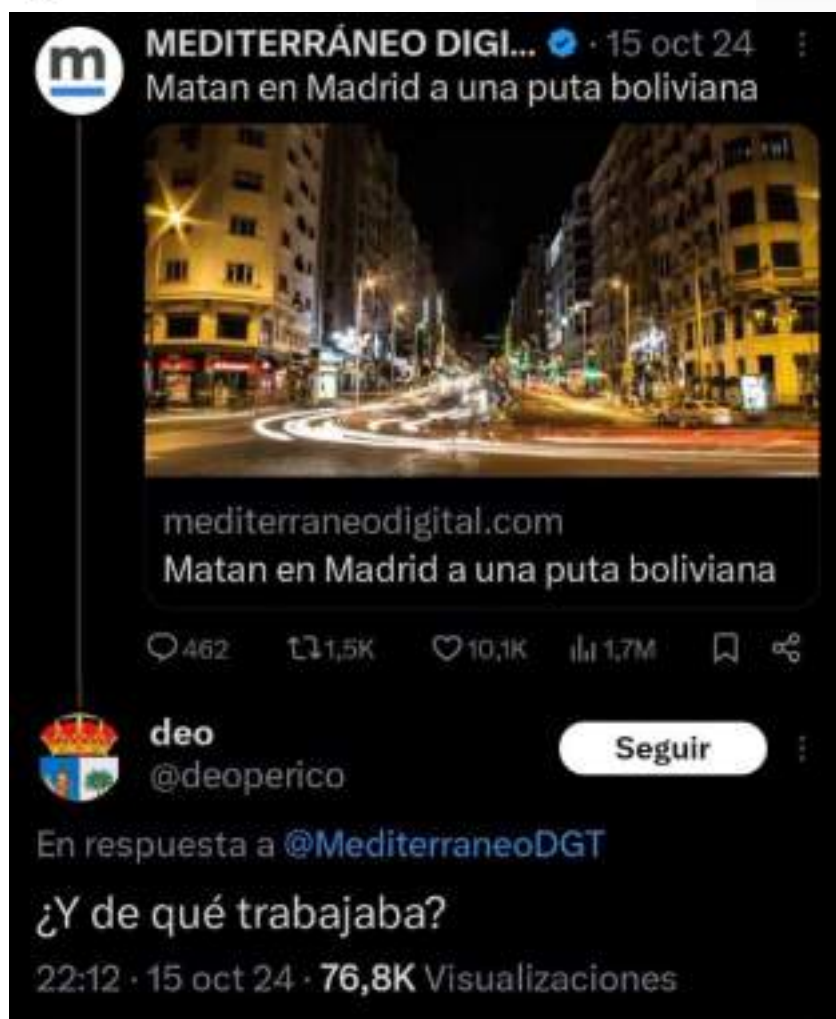 MEDITERRÁNEO DIGI... · 15 oct 24
Matan en Madrid a una puta boliviana
mediterraneodigital.com
Matan en Madrid a una puta boliviana
462 1,5K 10,1K 1,7M
deo
Seguir
@deoperico
En respuesta a @MediterraneoDGT
¿Y de qué trabajaba?
22:12 · 15 oct 24 · 76,8K Visualizaciones